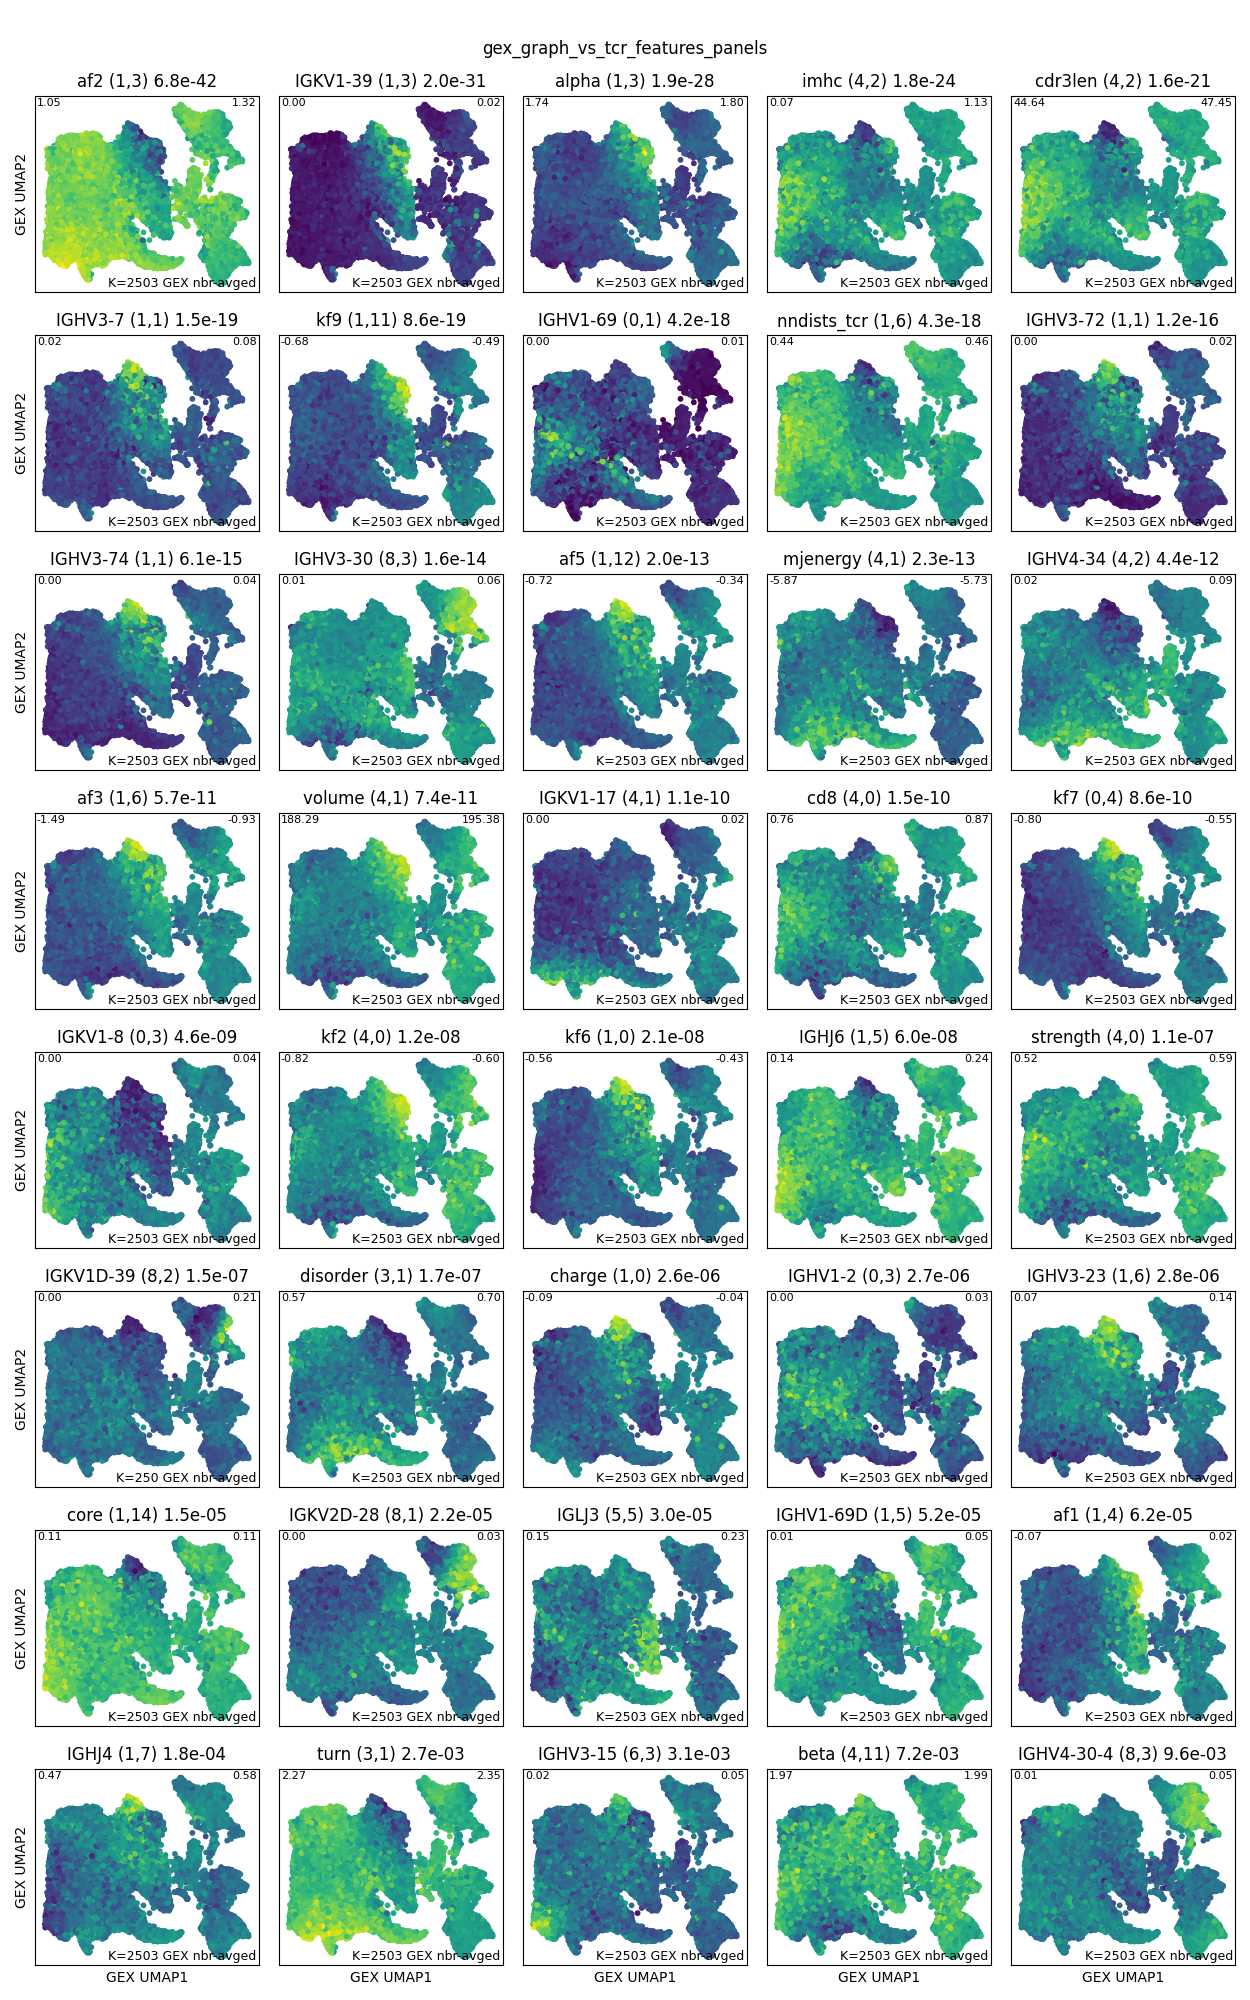 gex_graph_vs_tcr_features_panels
af2 (1,3) 6.8e-42
IGKV1-39 (1,3) 2.0e-31
alpha (1,3) 1.9e-28
imhc (4,2) 1.8e-24
cdr3len (4,2) 1.6e-21
1.05 1.32
0.00 0.02
1.74 1.80
0.07 1.13
44.64 47.45
GEX UMAP2
K=2503 GEX nbr-avged
K=2503 GEX nbr-avged
K=2503 GEX nbr-avged
K=2503 GEX nbr-avged
K=2503 GEX nbr-avged
IGHV3-7 (1,1) 1.5e-19
kf9 (1,11) 8.6e-19
IGHV1-69 (0,1) 4.2e-18
nndists_tcr (1,6) 4.3e-18
IGHV3-72 (1,1) 1.2e-16
0.02 0.08
-0.68 -0.49
0.00 0.01
0.44 0.46
0.00 0.02
GEX UMAP2
K=2503 GEX nbr-avged
K=2503 GEX nbr-avged
K=2503 GEX nbr-avged
K=2503 GEX nbr-avged
K=2503 GEX nbr-avged
IGHV3-74 (1,1) 6.1e-15
IGHV3-30 (8,3) 1.6e-14
af5 (1,12) 2.0e-13
mjenergy (4,1) 2.3e-13
IGHV4-34 (4,2) 4.4e-12
0.00 0.04
0.01 0.06
-0.72 -0.34
-5.87 -5.73
0.02 0.09
GEX UMAP2
K=2503 GEX nbr-avged
K=2503 GEX nbr-avged
K=2503 GEX nbr-avged
K=2503 GEX nbr-avged
K=2503 GEX nbr-avged
af3 (1,6) 5.7e-11
volume (4,1) 7.4e-11
IGKV1-17 (4,1) 1.1e-10
cd8 (4,0) 1.5e-10
kf7 (0,4) 8.6e-10
-1.49 -0.93
188.29 195.38
0.00 0.02
0.76 0.87
-0.80 -0.55
GEX UMAP2
K=2503 GEX nbr-avged
K=2503 GEX nbr-avged
K=2503 GEX nbr-avged
K=2503 GEX nbr-avged
K=2503 GEX nbr-avged
IGKV1-8 (0,3) 4.6e-09
kf2 (4,0) 1.2e-08
kf6 (1,0) 2.1e-08
IGHJ6 (1,5) 6.0e-08
strength (4,0) 1.1e-07
0.00 0.04
-0.82 -0.60
-0.56 -0.43
0.14 0.24
0.52 0.59
GEX UMAP2
K=2503 GEX nbr-avged
K=2503 GEX nbr-avged
K=2503 GEX nbr-avged
K=2503 GEX nbr-avged
K=2503 GEX nbr-avged
IGKV1D-39 (8,2) 1.5e-07
disorder (3,1) 1.7e-07
charge (1,0) 2.6e-06
IGHV1-2 (0,3) 2.7e-06
IGHV3-23 (1,6) 2.8e-06
0.00 0.21
0.57 0.70
-0.09 -0.04
0.00 0.03
0.07 0.14
GEX UMAP2
K=250 GEX nbr-avged
K=2503 GEX nbr-avged
K=2503 GEX nbr-avged
K=2503 GEX nbr-avged
K=2503 GEX nbr-avged
core (1,14) 1.5e-05
IGKV2D-28 (8,1) 2.2e-05
IGLJ3 (5,5) 3.0e-05
IGHV1-69D (1,5) 5.2e-05
af1 (1,4) 6.2e-05
0.11 0.11
0.00 0.03
0.15 0.23
0.01 0.05
-0.07 0.02
GEX UMAP2
K=2503 GEX nbr-avged
K=2503 GEX nbr-avged
K=2503 GEX nbr-avged
K=2503 GEX nbr-avged
K=2503 GEX nbr-avged
IGHJ4 (1,7) 1.8e-04
turn (3,1) 2.7e-03
IGHV3-15 (6,3) 3.1e-03
beta (4,11) 7.2e-03
IGHV4-30-4 (8,3) 9.6e-03
0.47 0.58
2.27 2.35
0.02 0.05
1.97 1.99
0.01 0.05
GEX UMAP2
K=2503 GEX nbr-avged
K=2503 GEX nbr-avged
K=2503 GEX nbr-avged
K=2503 GEX nbr-avged
K=2503 GEX nbr-avged
GEX UMAP1
GEX UMAP1
GEX UMAP1
GEX UMAP1
GEX UMAP1